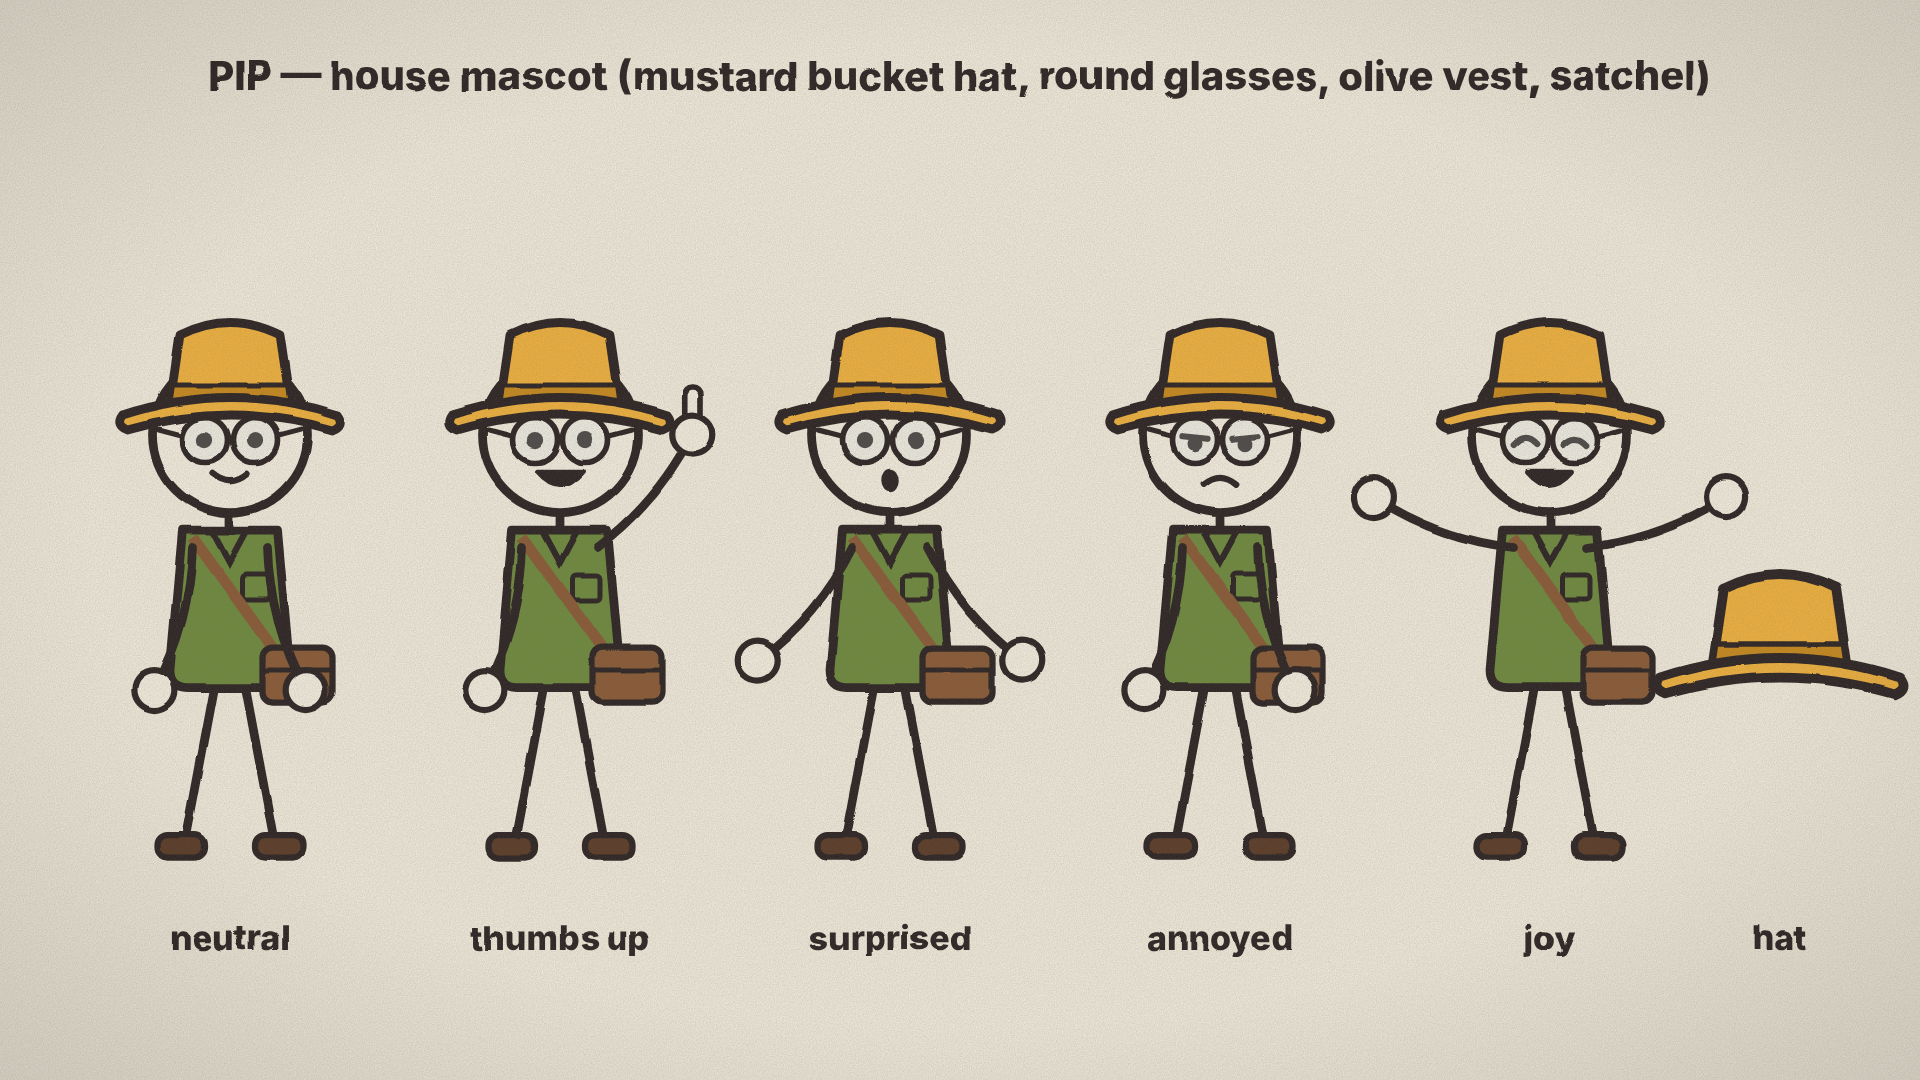 PIP — house mascot (mustard bucket hat, round glasses, olive vest, satchel)
neutral
thumbs up
surprised
annoyed
joy
hat